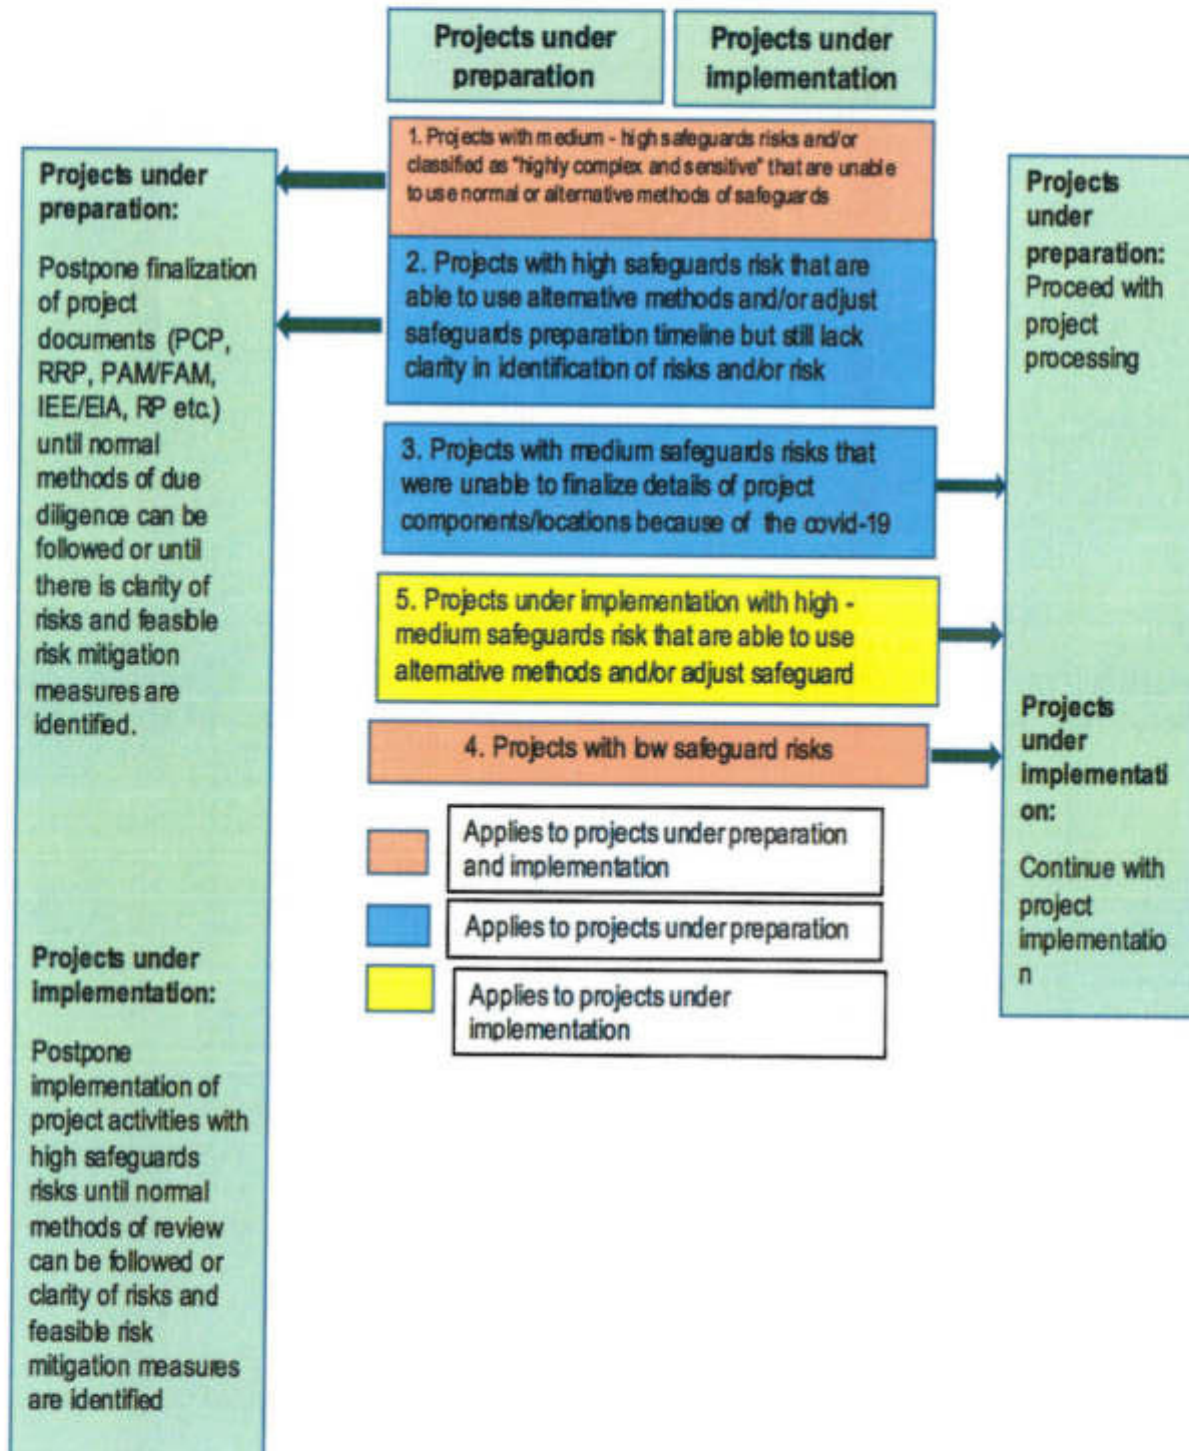 Projects under
preparation
Projects under
implementation
1. Projects with medium - high safeguards risks and/or
classified as "highly complex and sensitive" that are unable
to use normal or alternative methods of safeguards
2. Projects with high safeguards risk that are
able to use alternative methods and/or adjust
safeguards preparation timeline but still lack
clarity in identification of risks and/or risk
3. Projects with medium safeguards risks that
were unable to finalize details of project
components/locations because of the covid-19
5. Projects under implementation with high -
medium safeguards risk that are able to use
alternative methods and/or adjust safeguard
4. Projects with low safeguard risks
Applies to projects under preparation
and implementation
Applies to projects under preparation
Applies to projects under
implementation
Projects under
preparation:
Postpone finalization
of project
documents (PCP,
RRP, PAM/FAM,
IEE/EIA, RP etc.)
until normal
methods of due
diligence can be
followed or until
there is clarity of
risks and feasible
risk mitigation
measures are
identified.
Projects under
implementation:
Postpone
implementation of
project activities with
high safeguards
risks until normal
methods of review
can be followed or
clarity of risks and
feasible risk
mitigation measures
are identified
Projects
under
preparation:
Proceed with
project
processing
Projects
under
implementati
on:
Continue with
project
implementatio
n